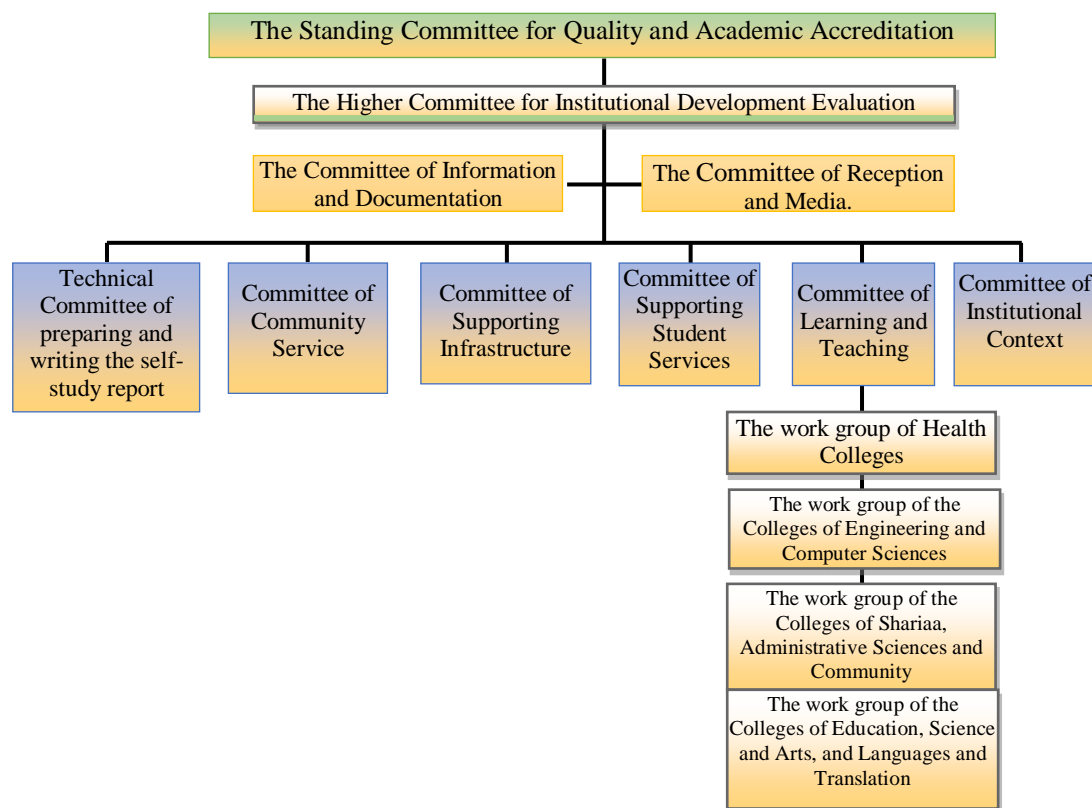 The Standing Committee for Quality and Academic Accreditation
The Higher Committee for Institutional Development Evaluation
The Committee of Information
and Documentation
The Committee of Reception
and Media.
Technical
Committee of
preparing and
writing the self-
study report
Committee of
Community
Service
Committee of
Supporting
Infrastructure
Committee of
Supporting
Student
Services
Committee of
Learning and
Teaching
Committee of
Institutional
Context
The work group of Health
Colleges
The work group of the
Colleges of Engineering and
Computer Sciences
The work group of the
Colleges of Shariaa,
Administrative Sciences and
Community
The work group of the
Colleges of Education, Science
and Arts, and Languages and
Translation